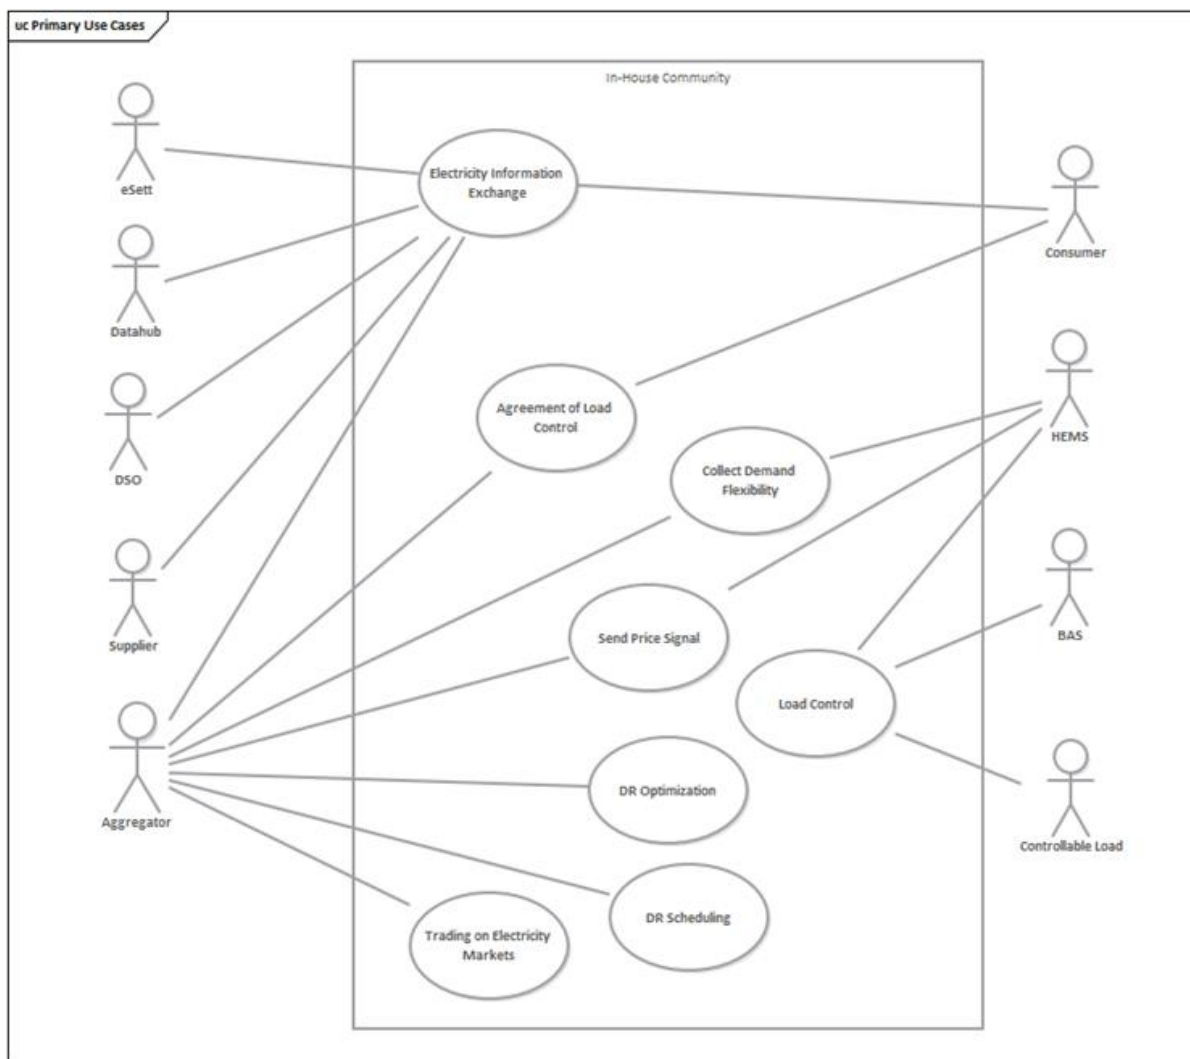 uc Primary Use Cases
In-House Community
eSett
Electricity Information
Exchange
Consumer
Datahub
DSO
Agreement of Load
Control
HEMS
Collect Demand
Flexibility
Supplier
Send Price Signal
BAS
Load Control
Aggregator
DR Optimization
Controllable Load
DR Scheduling
Trading on Electricity
Markets